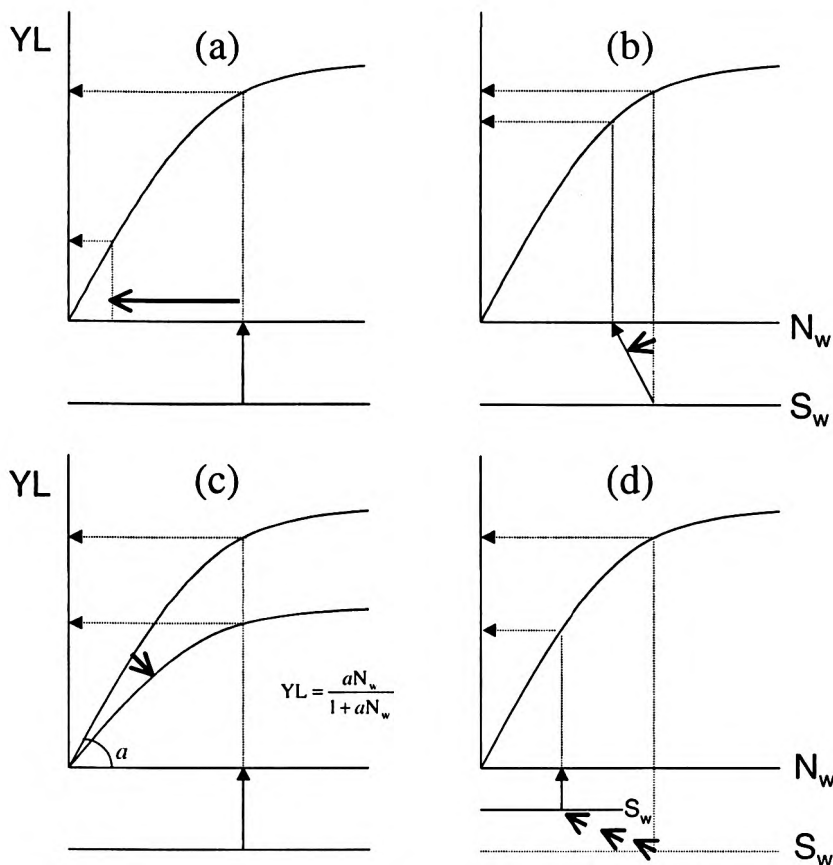 YL
(a)
(b)
N_w
S_w
YL
(c)
(d)
YL = aN_w / 1 + aN_w
a
N_w
S_w
S_w